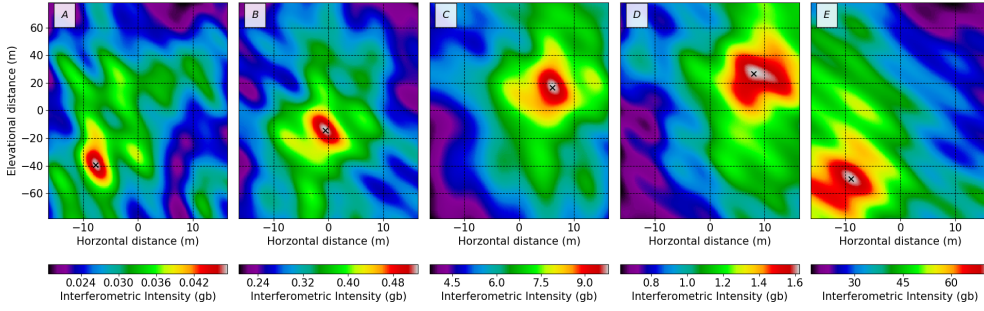 A B C D E
Elevational distance (m)
60
40
20
0
−20
−40
−60
−10 0 10 −10 0 10 −10 0 10 −10 0 10 −10 0 10
Horzontal distance (m) Horzontal distance (m) Horzontal distance (m) Horzontal distance (m) Horzontal distance (m)
0.024 0.030 0.036 0.042 0.24 0.32 0.40 0.48 4.5 6.0 7.5 9.0 0.8 1.0 1.2 1.4 1.6 30 45 60
Interferometric Intensity (gb) Interferometric Intensity (gb) Interferometric Intensity (gb) Interferometric Intensity (gb) Interferometric Intensity (gb)